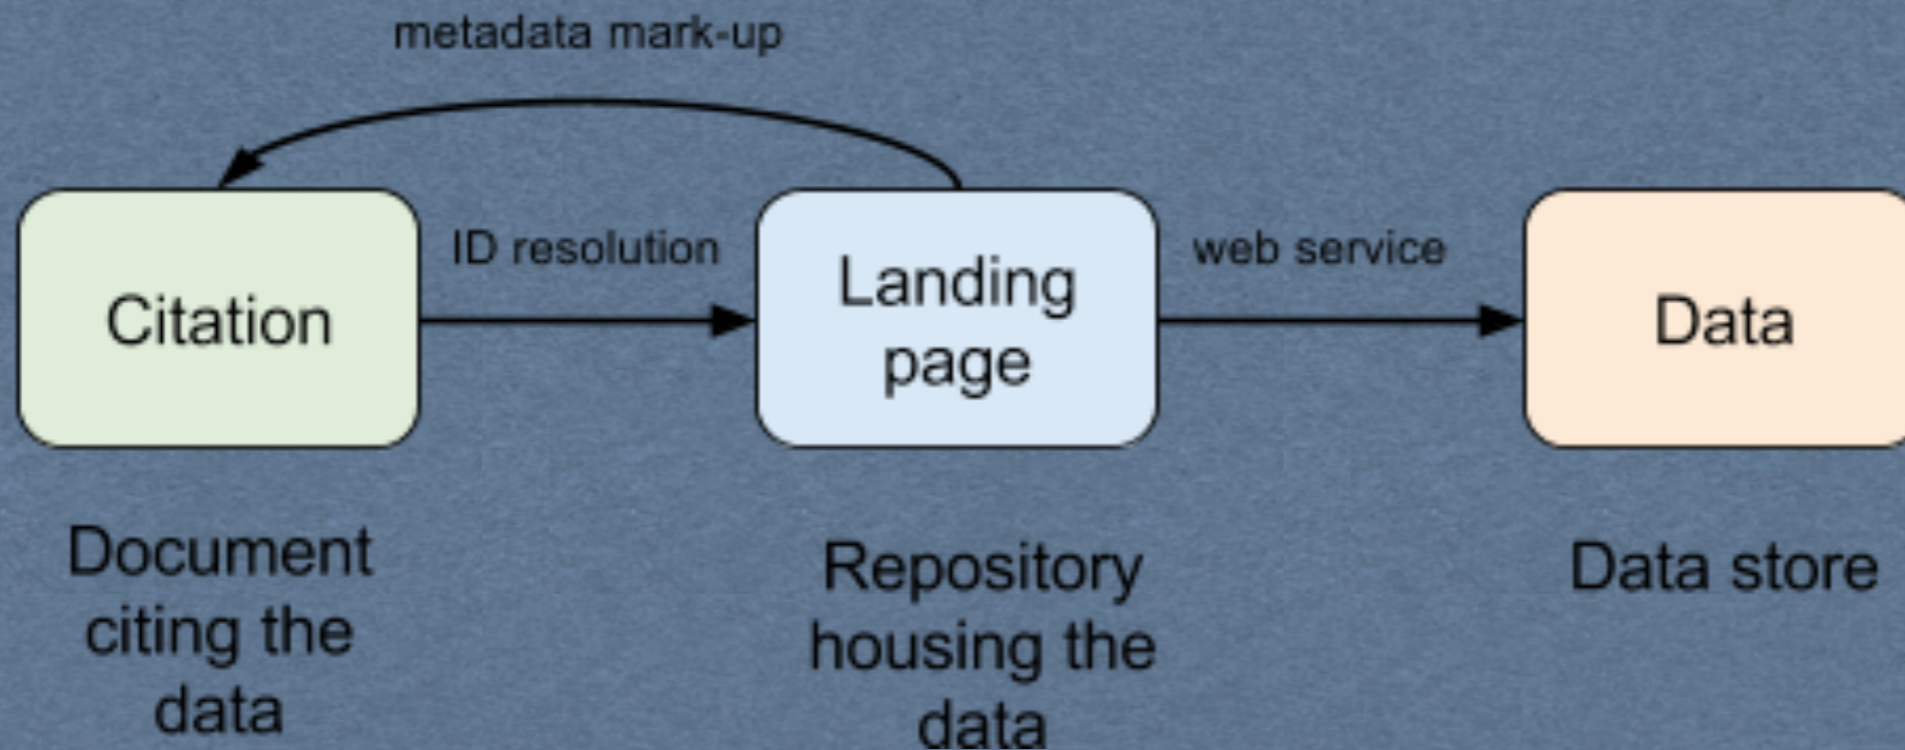 metadata mark-up
Citation
ID resolution
Landing
page
web service
Data
Document
citing the
data
Repository
housing the
data
Data store